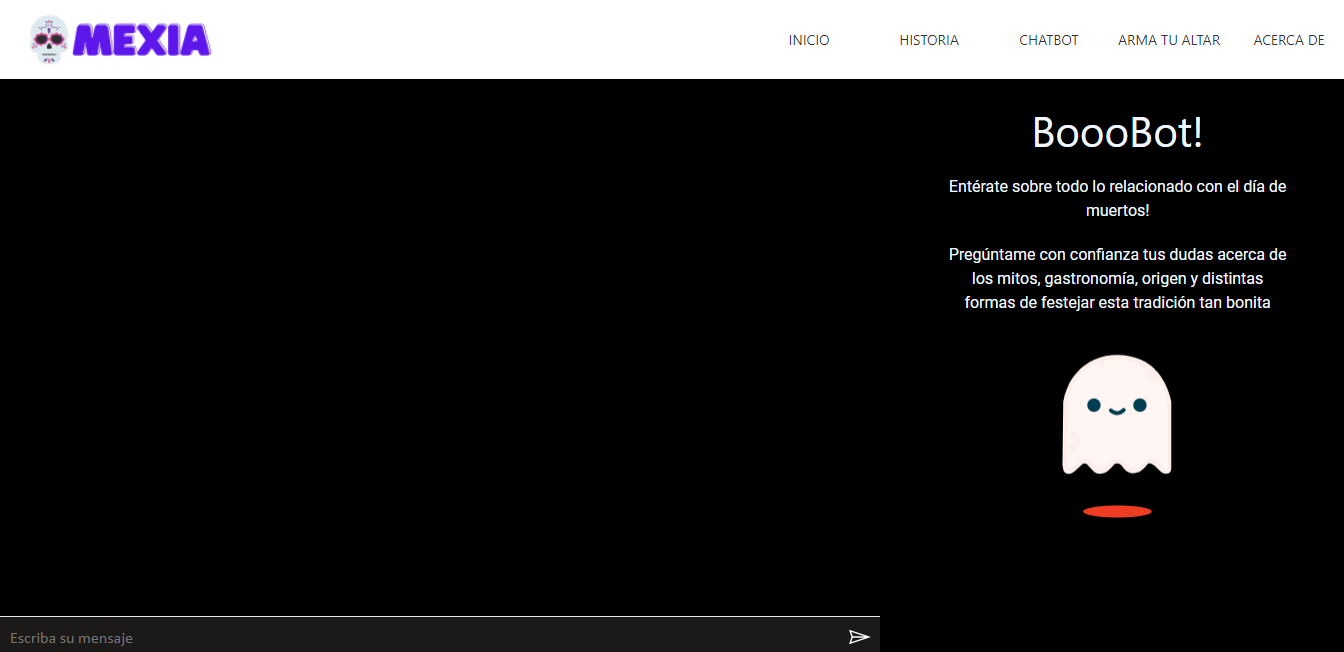 MEXIA
INICIO
HISTORIA
CHATBOT
ARMA TU ALTAR
ACERCA DE
BoooBot!
Entérate sobre todo lo relacionado con el día de
muertos!
Pregúntame con confianza tus dudas acerca de
los mitos, gastronomía, origen y distintas
formas de festejar esta tradición tan bonita
Escriba su mensaje